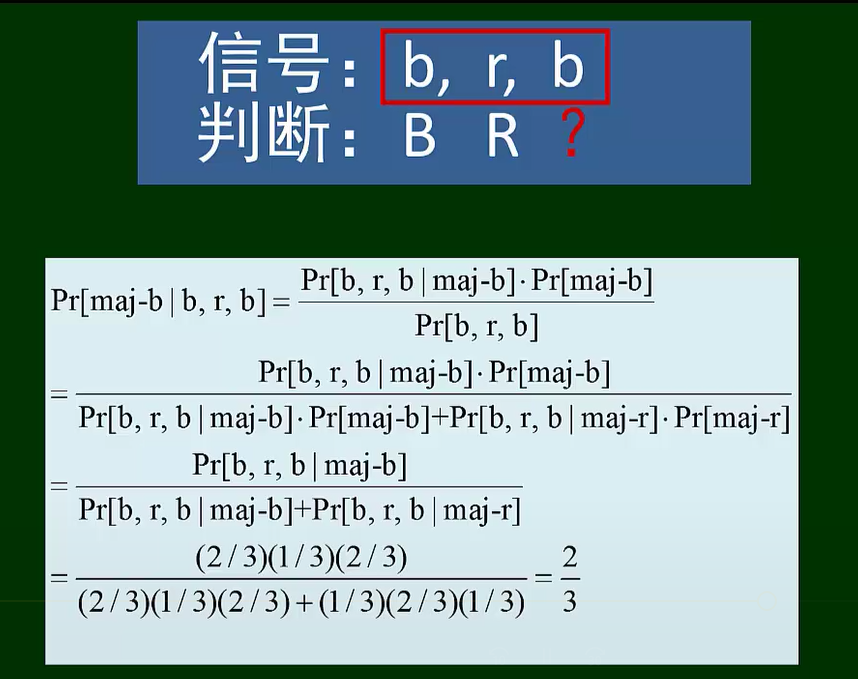 信号：b, r, b
判断：B R ?
Pr[maj-b | b, r, b] = Pr[b, r, b | maj-b]·Pr[maj-b] / Pr[b, r, b]
= Pr[b, r, b | maj-b]·Pr[maj-b] / Pr[b, r, b | maj-b]·Pr[maj-b]+Pr[b, r, b | maj-r]·Pr[maj-r]
= Pr[b, r, b | maj-b] / Pr[b, r, b | maj-b]+Pr[b, r, b | maj-r]
= (2/3)(1/3)(2/3) / (2/3)(1/3)(2/3)+(1/3)(2/3)(1/3) = 2/3